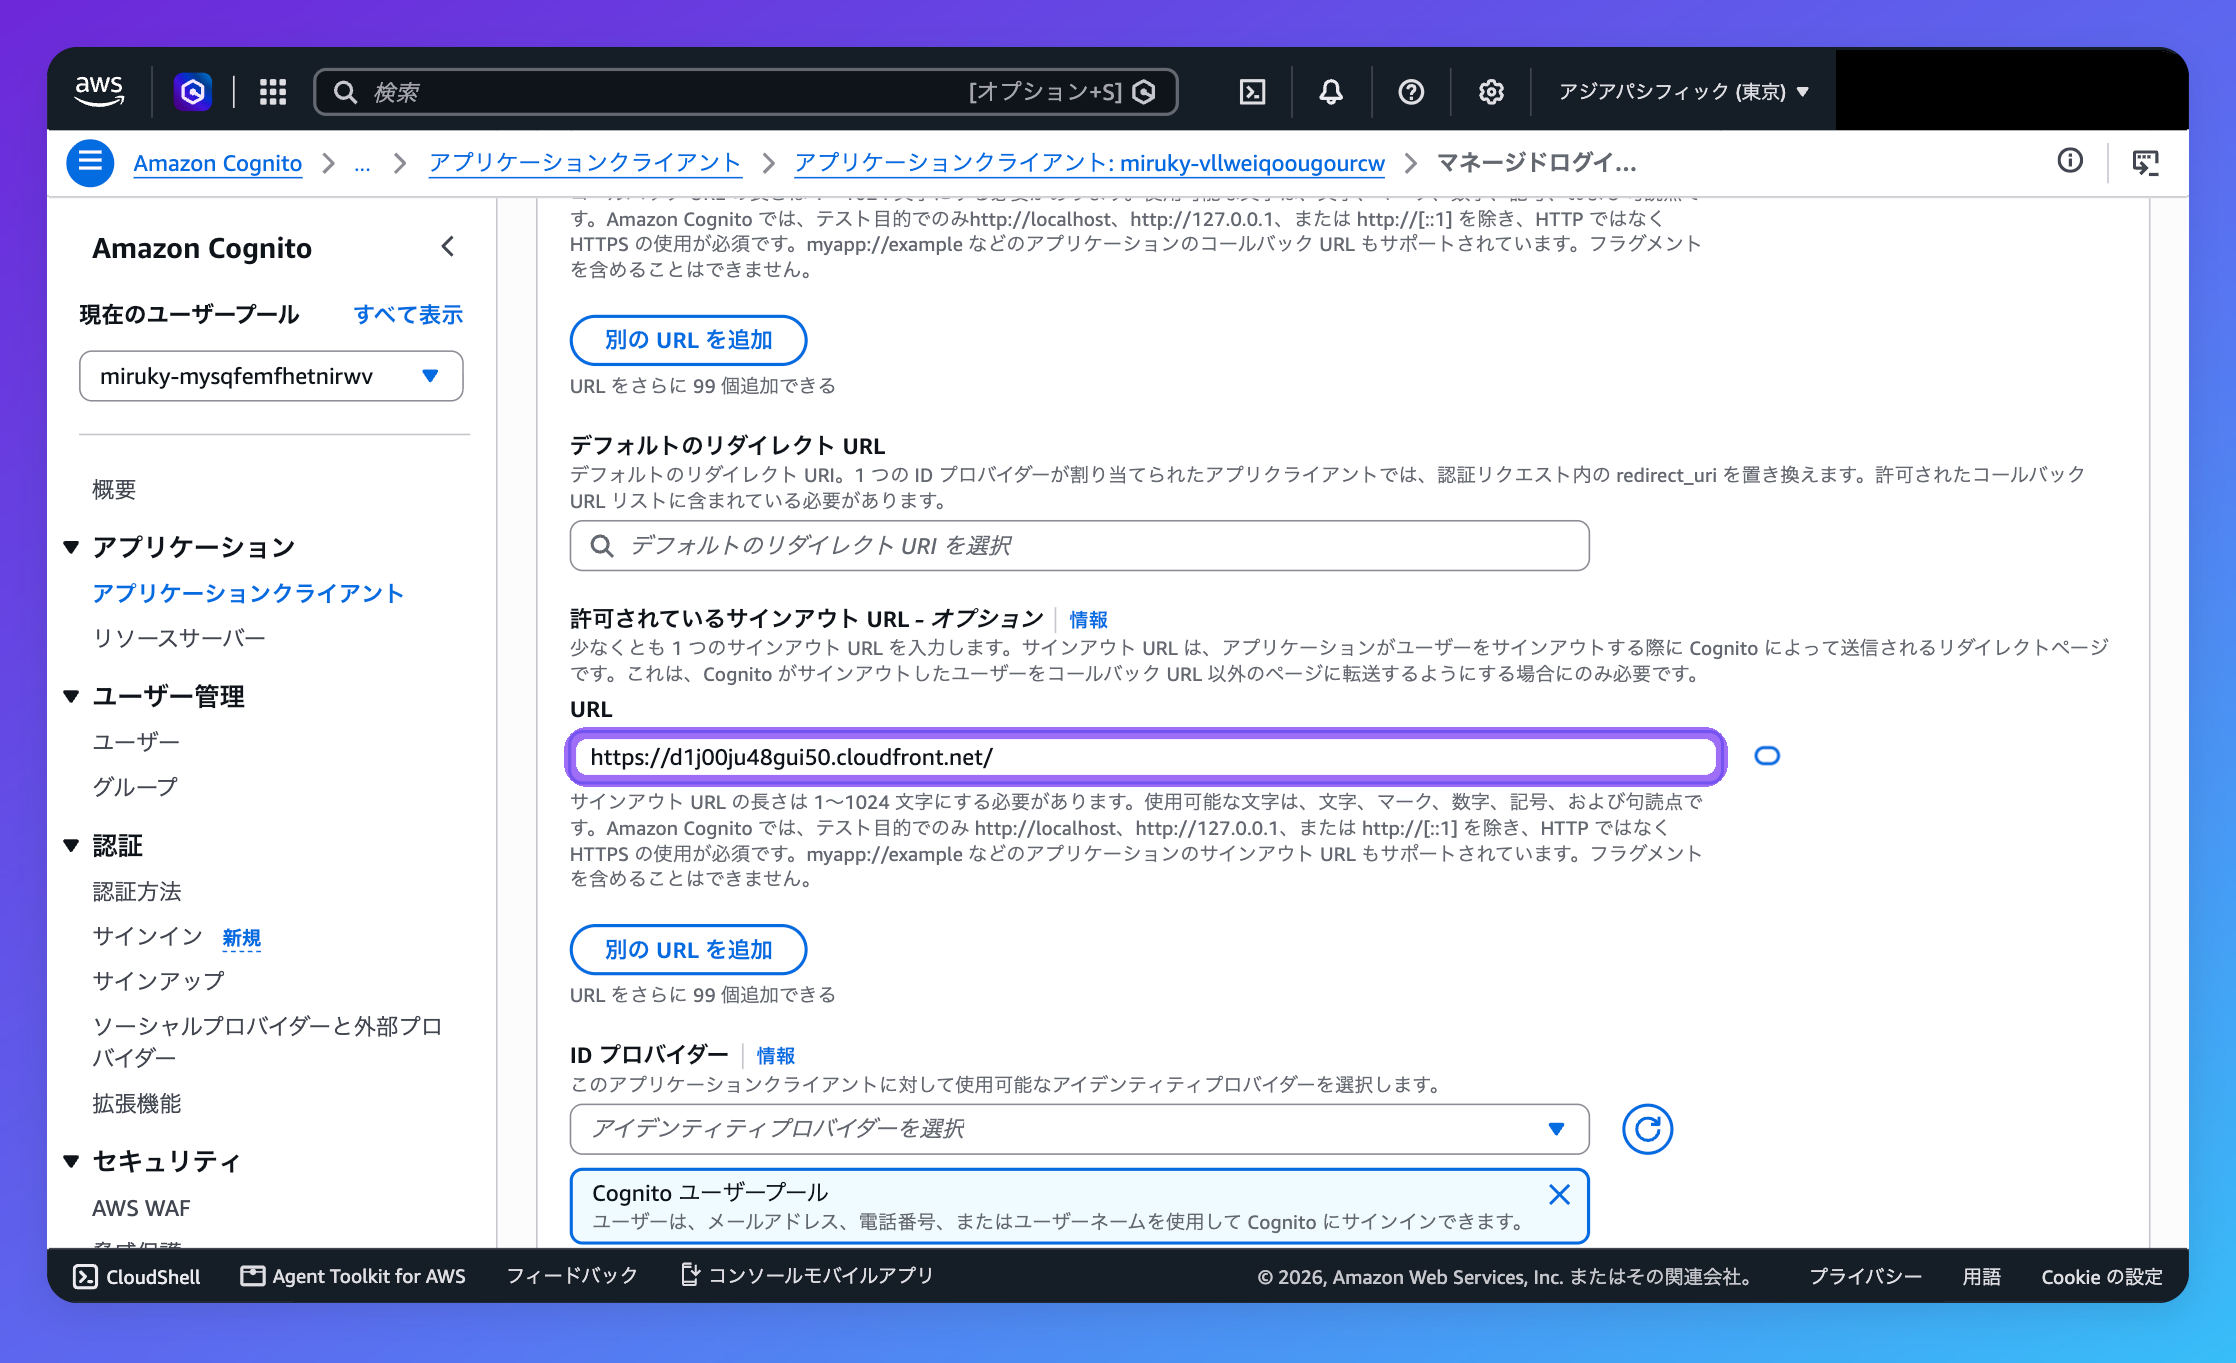 aws
検索
[オプション+S]
アジアパシフィック (東京)
Amazon Cognito
...
アプリケーションクライアント
アプリケーションクライアント: miruky-vllweiqoougourcw
マネージドログイ...
Amazon Cognito
現在のユーザープール
すべて表示
miruky-mysqfemfhetnirwv
概要
アプリケーション
アプリケーションクライアント
リソースサーバー
ユーザー管理
ユーザー
グループ
認証
認証方法
サインイン 新規
サインアップ
ソーシャルプロバイダーと外部プロ
バイダー
拡張機能
セキュリティ
AWS WAF
す。Amazon Cognito では、テスト目的でのみhttp://localhost、http://127.0.0.1、または http://[::1] を除き、HTTP ではなく
HTTPS の使用が必須です。myapp://example などのアプリケーションのコールバック URL もサポートされています。フラグメント
を含めることはできません。
別の URL を追加
URL をさらに 99 個追加できる
デフォルトのリダイレクト URL
デフォルトのリダイレクト URI。1 つの ID プロバイダーが割り当てられたアプリクライアントでは、認証リクエスト内の redirect_uri を置き換えます。許可されたコールバック
URL リストに含まれている必要があります。
デフォルトのリダイレクト URI を選択
許可されているサインアウト URL - オプション
情報
少なくとも 1 つのサインアウト URL を入力します。サインアウト URL は、アプリケーションがユーザーをサインアウトする際に Cognito によって送信されるリダイレクトページ
です。これは、Cognito がサインアウトしたユーザーをコールバック URL 以外のページに転送するようにする場合にのみ必要です。
URL
https://d1j00ju48gui50.cloudfront.net/
サインアウト URL の長さは 1～1024 文字にする必要があります。使用可能な文字は、文字、マーク、数字、記号、および句読点で
す。Amazon Cognito では、テスト目的でのみ http://localhost、http://127.0.0.1、または http://[::1] を除き、HTTP ではなく
HTTPS の使用が必須です。myapp://example などのアプリケーションのサインアウト URL もサポートされています。フラグメント
を含めることはできません。
別の URL を追加
URL をさらに 99 個追加できる
ID プロバイダー
情報
このアプリケーションクライアントに対して使用可能なアイデンティティプロバイダーを選択します。
アイデンティティプロバイダーを選択
Cognito ユーザープール
ユーザーは、メールアドレス、電話番号、またはユーザーネームを使用して Cognito にサインインできます。
CloudShell
Agent Toolkit for AWS
フィードバック
コンソールモバイルアプリ
© 2026, Amazon Web Services, Inc. またはその関連会社。
プライバシー
用語
Cookie の設定